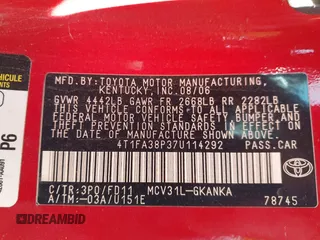 MFD.BY:TOYOTA MOTOR MANUFACTURING,
KENTUCKY,INC.08/06
GVWR 4442LB GAWR FR 2668LB RR 2282LB
THIS VEHICLE CONFORMS TO ALL APPLICABLE
FEDERAL MOTOR VEHICLE SAFETY, BUMPER, AND
THEFT PREVENTION STANDARDS IN EFFECT ON
THE DATE OF MANUFACTURE SHOWN ABOVE.
4T1FA38P37U114292 PASS.CAR
C/TR:3P0/FD11 MCV31L-GKANKA
A/TM:-03A/U151E 78745
TOYOTA
VEHICULE
P6
DREAMBID